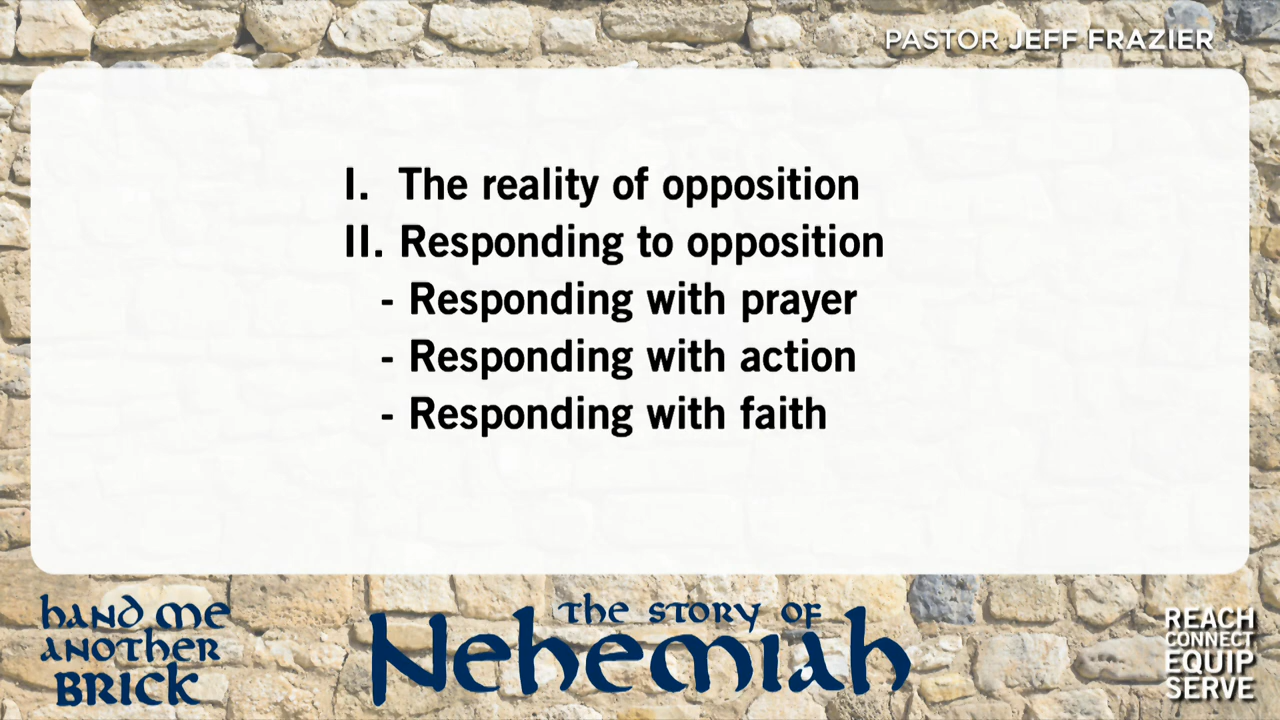 PASTOR JEFF FRAZIER
I. The reality of opposition
II. Responding to opposition
- Responding with prayer
- Responding with action
- Responding with faith
hand me
another
BRICK
the story of
Nehemiah
REACH
CONNECT
EQUIP
SERVE